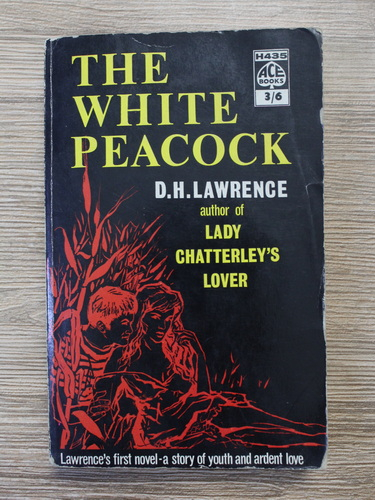 THE
WHITE
PEACOCK
H435
ACE
BOOKS
3/6
D.H.LAWRENCE
author of
LADY
CHATTERLEY'S
LOVER
Lawrence's first novel-a story of youth and ardent love